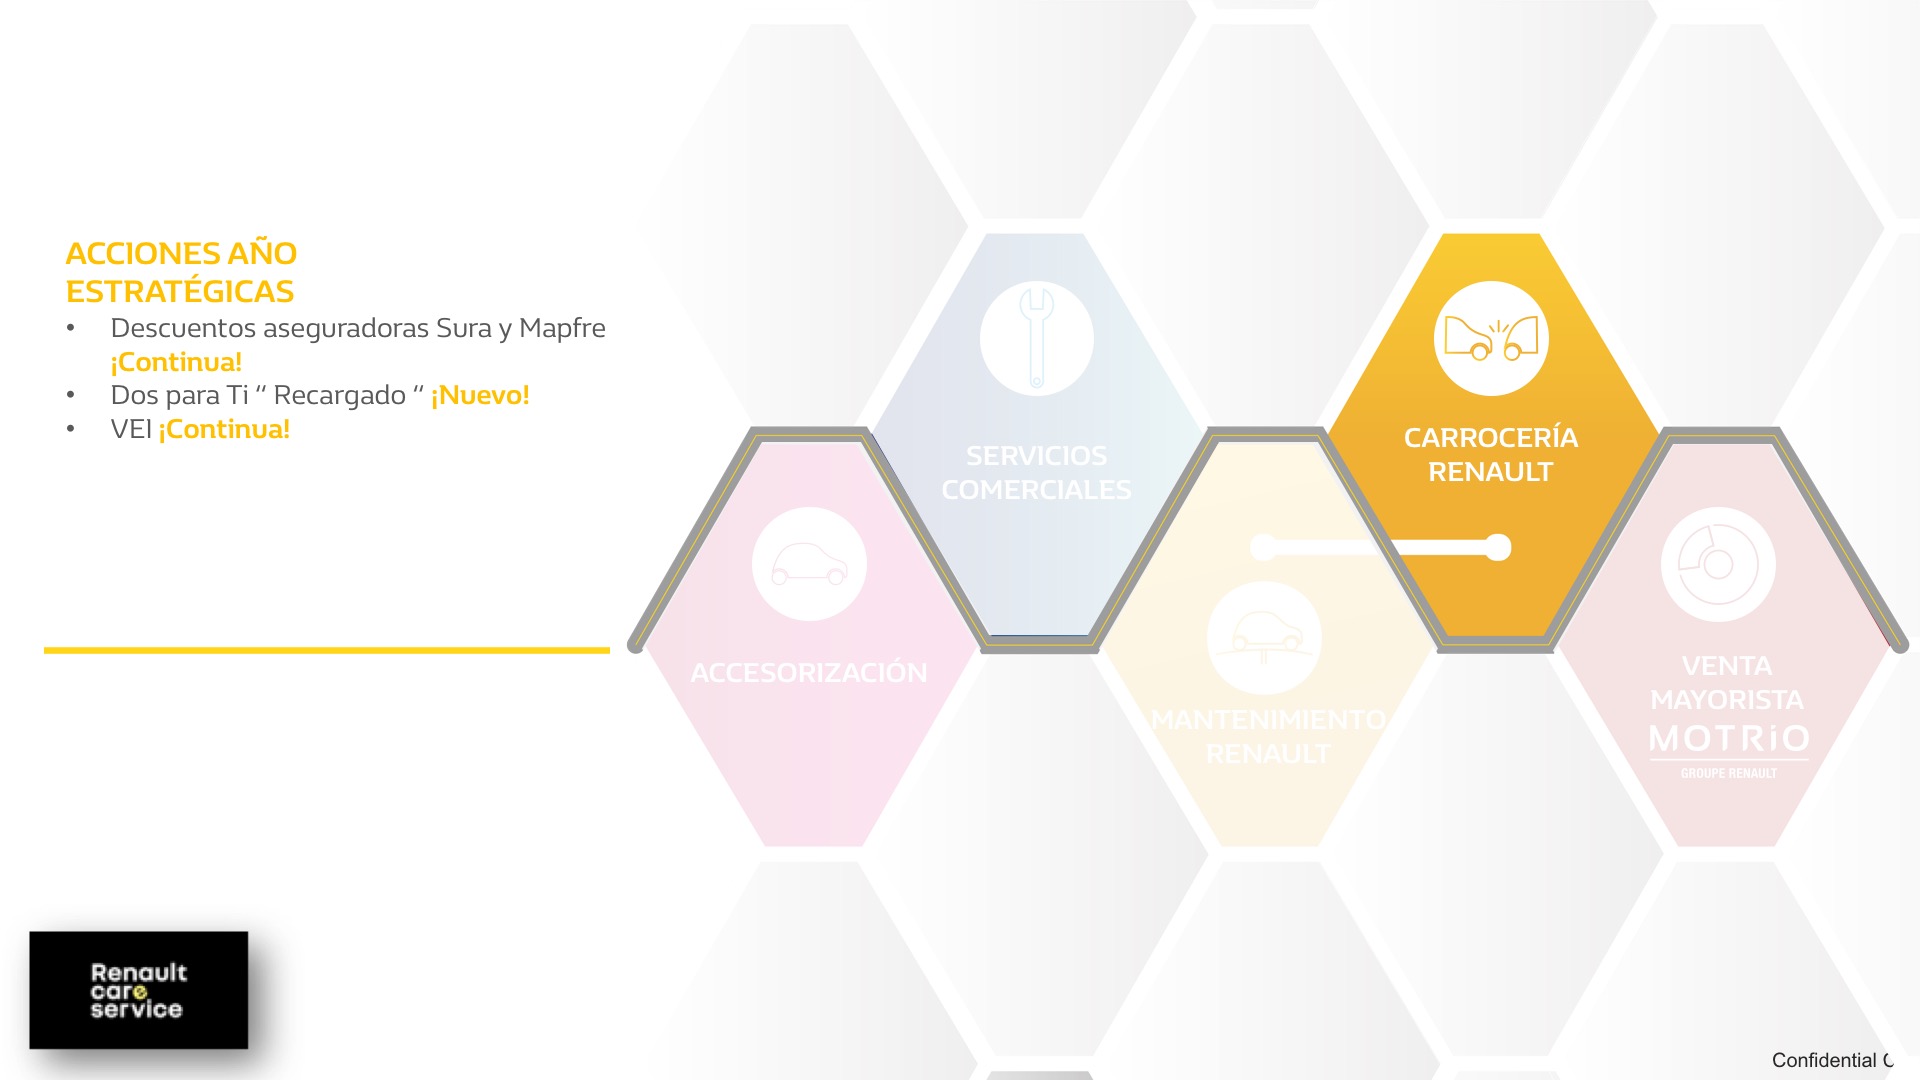 ACCIONES AÑO
ESTRATÉGICAS
• Descuentos aseguradoras Sura y Mapfre
¡Continua!
• Dos para Ti “ Recargado “ ¡Nuevo!
• VEI ¡Continua!
SERVICIOS
COMERCIALES
CARROCERÍA
RENAULT
ACCESORIZACIÓN
MANTENIMIENTO
RENAULT
VENTA
MAYORISTA
MOTRiO
GROUPE RENAULT
Renault
care
service
Confidential C